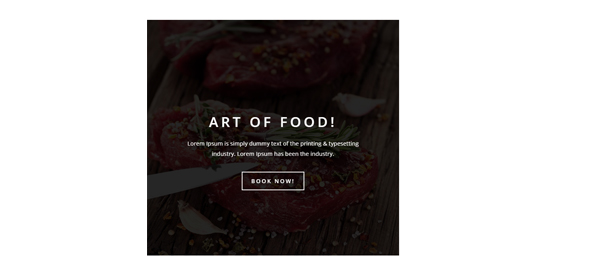 ART OF FOOD!
Lorem Ipsum is simply dummy text of the printing & typesetting
industry. Lorem Ipsum has been the industry.
BOOK NOW!